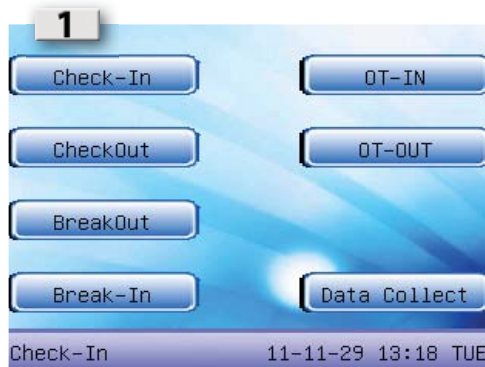 1
Check-In OT-IN
CheckOut OT-OUT
BreakOut
Break-In Data Collect
Check-In 11-11-29 13:18 TUE